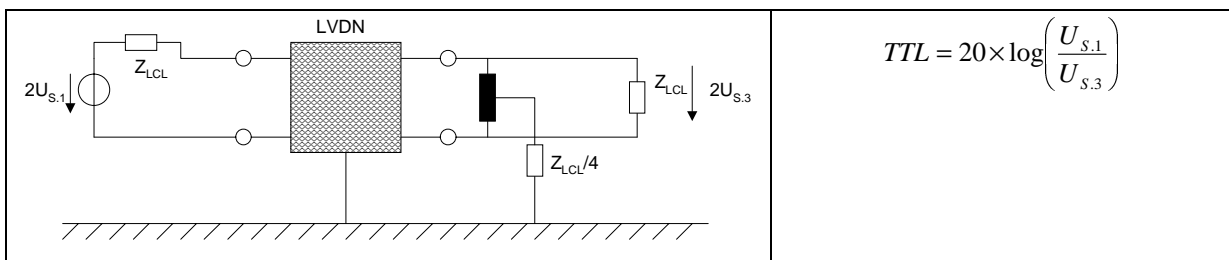 LVDN
Z_LCL
2U_S.1
Z_LCL
2U_S.3
Z_LCL/4
TTL = 20 × log(U_S.1 / U_S.3)